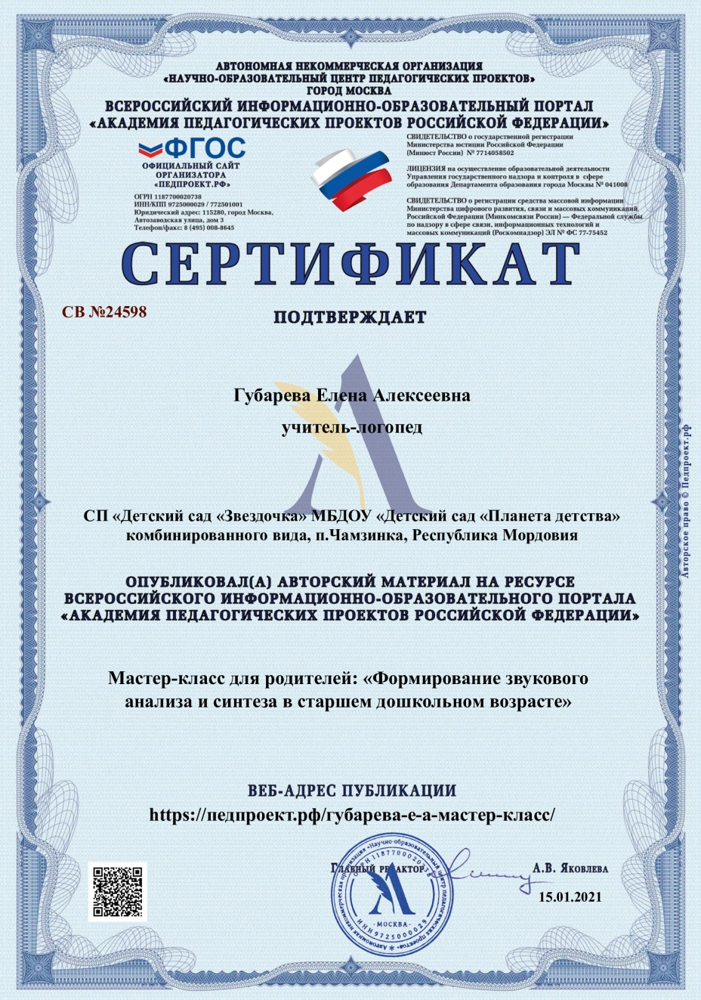 АВТОНОМНАЯ НЕКОММЕРЧЕСКАЯ ОРГАНИЗАЦИЯ
«НАУЧНО-ОБРАЗОВАТЕЛЬНЫЙ ЦЕНТР ПЕДАГОГИЧЕСКИХ ПРОЕКТОВ»
ГОРОД МОСКВА
ВСЕРОССИЙСКИЙ ИНФОРМАЦИОННО-ОБРАЗОВАТЕЛЬНЫЙ ПОРТАЛ
«АКАДЕМИЯ ПЕДАГОГИЧЕСКИХ ПРОЕКТОВ РОССИЙСКОЙ ФЕДЕРАЦИИ»
ФГОС
ОФИЦИАЛЬНЫЙ САЙТ
ОРГАНИЗАТОРА
«ПЕДПРОЕКТ.РФ»
ОГРН 1187700020738
ИНН/КПП 9725000029 / 772501001
Юридический адрес: 115280, город Москва,
Автозаводская улица, дом 3
Телефон/факс: 8 (495) 008-8645
СВИДЕТЕЛЬСТВО о государственной регистрации
Министерства юстиции Российской Федерации
(Минюст России) № 7714058502
ЛИЦЕНЗИЯ на осуществление образовательной деятельности
Управления государственного надзора и контроля в сфере
образования Департамента образования города Москвы № 041008
СВИДЕТЕЛЬСТВО о регистрации средства массовой информации
Министерства цифрового развития, связи и массовых коммуникаций
Российской Федерации (Минкомсвязи России) — Федеральной службы
по надзору в сфере связи, информационных технологий и
массовых коммуникаций (Роскомнадзор) ЭЛ № ФС 77-75452
СЕРТИФИКАТ
СВ №24598
ПОДТВЕРЖДАЕТ
Губарева Елена Алексеевна
учитель-логопед
СП «Детский сад «Звездочка» МБДОУ «Детский сад «Планета детства»
комбинированного вида, п.Чамзинка, Республика Мордовия
ОПУБЛИКОВАЛ(А) АВТОРСКИЙ МАТЕРИАЛ НА РЕСУРСЕ
ВСЕРОССИЙСКОГО ИНФОРМАЦИОННО-ОБРАЗОВАТЕЛЬНОГО ПОРТАЛА
«АКАДЕМИЯ ПЕДАГОГИЧЕСКИХ ПРОЕКТОВ РОССИЙСКОЙ ФЕДЕРАЦИИ»
Мастер-класс для родителей: «Формирование звукового
анализа и синтеза в старшем дошкольном возрасте»
ВЕБ-АДРЕС ПУБЛИКАЦИИ
https://педпроект.рф/губарева-е-а-мастер-класс/
Главный редактор
А.В. Яковлева
15.01.2021
Автономная некоммерческая организация «Научно-образовательный центр педагогических проектов»
ОГРН 1187700020738
- МОСКВА -
ИНН 9725000029
Авторское право © Педпроект.рф